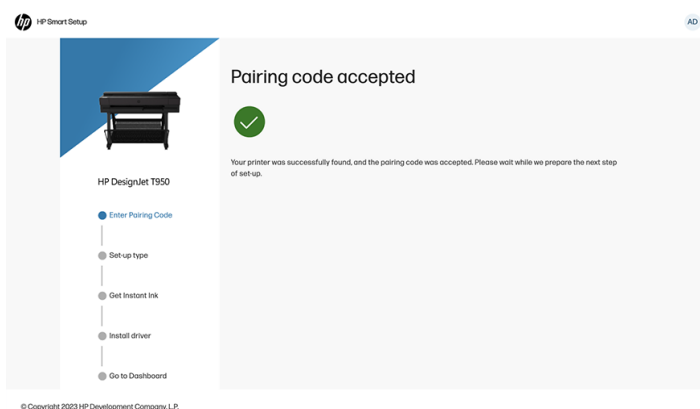 hp HP Smart Setup
AD
Pairing code accepted
Your printer was successfully found, and the pairing code was accepted. Please wait while we prepare the next step
of set-up.
HP DesignJet T950
Enter Pairing Code
Set-up type
Get Instant Ink
Install driver
Go to Dashboard
© Copyright 2023 HP Development Company, L.P.